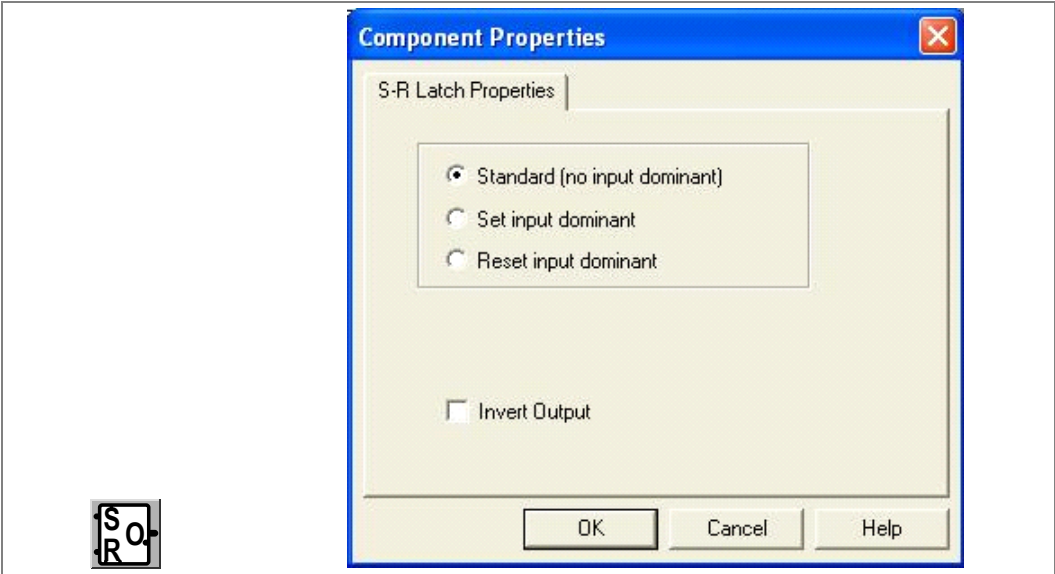 Component Properties
S-R Latch Properties
Standard (no input dominant)
Set input dominant
Reset input dominant
Invert Output
S
Q
R
OK
Cancel
Help